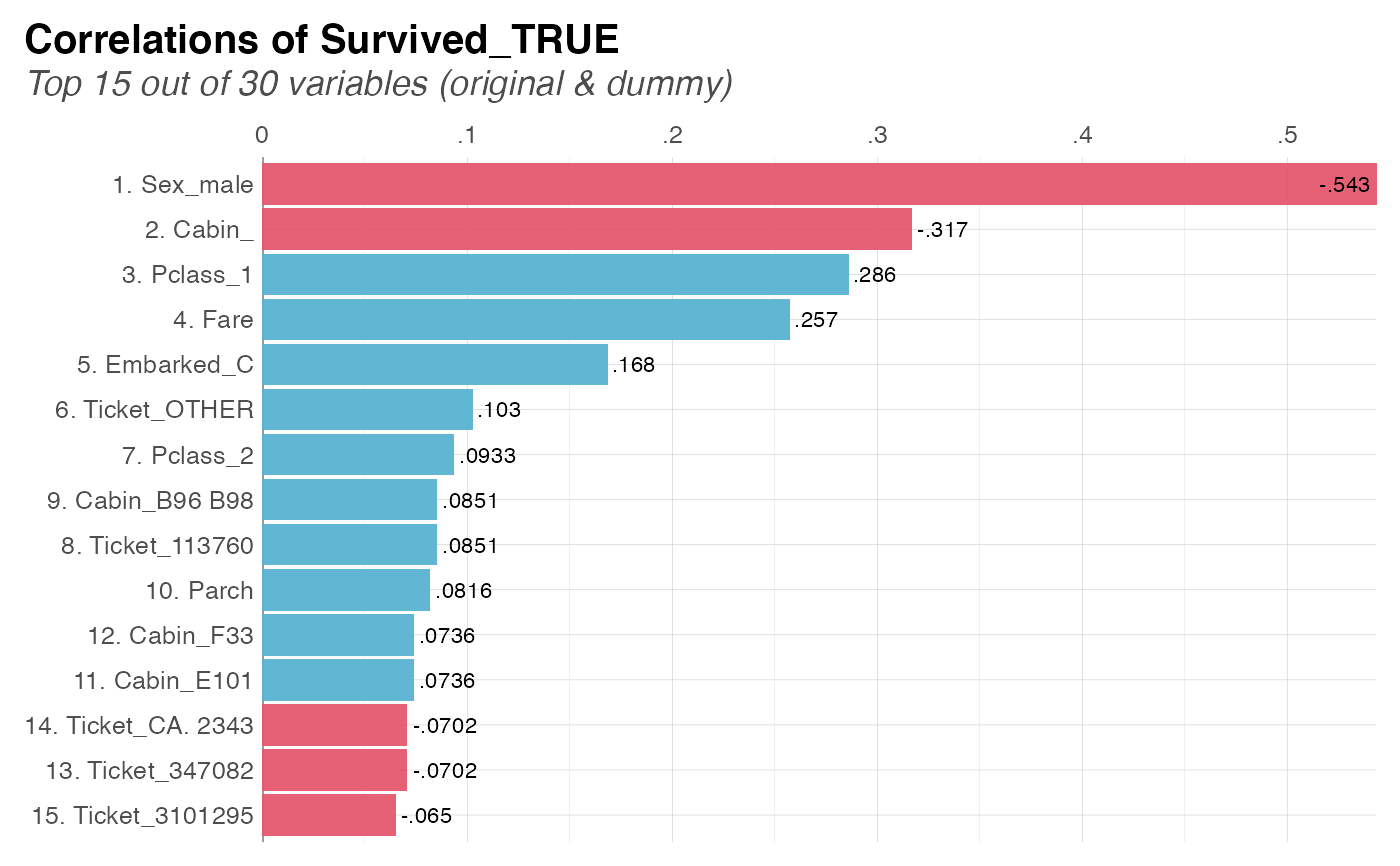 Correlations of Survived_TRUE
Top 15 out of 30 variables (original & dummy)
0 .1 .2 .3 .4 .5
1. Sex_male -.543
2. Cabin_ -.317
3. Pclass_1 .286
4. Fare .257
5. Embarked_C .168
6. Ticket_OTHER .103
7. Pclass_2 .0933
9. Cabin_B96 B98 .0851
8. Ticket_113760 .0851
10. Parch .0816
12. Cabin_F33 .0736
11. Cabin_E101 .0736
14. Ticket_CA. 2343 -.0702
13. Ticket_347082 -.0702
15. Ticket_3101295 -.065